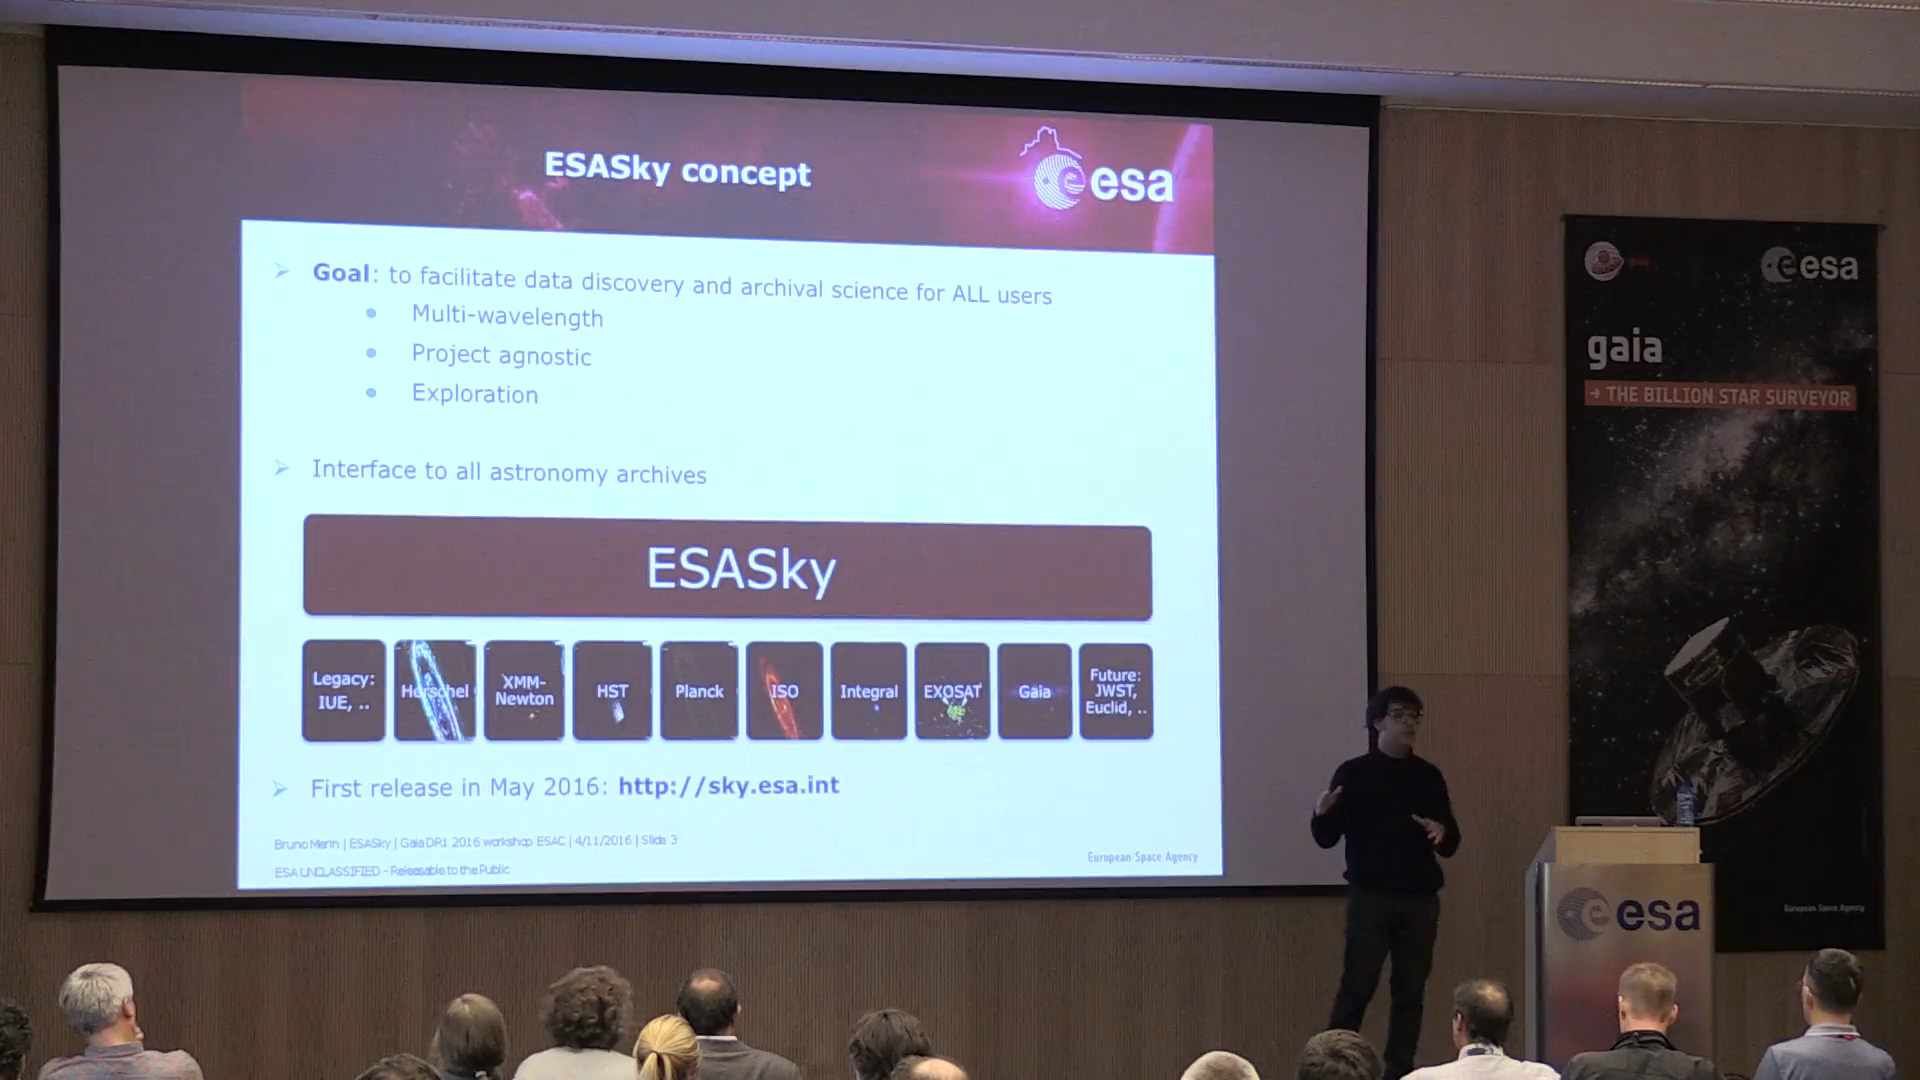 ESASky concept
esa
Goal: to facilitate data discovery and archival science for ALL users
Multi-wavelength
Project agnostic
Exploration
Interface to all astronomy archives
ESASky
Legacy:
IUE, ..
Herschel
XMM-
Newton
HST
Planck
ISO
Integral
EXOSAT
Gaia
Future:
JWST,
Euclid, ..
First release in May 2016: http://sky.esa.int
Bruno Merín | ESASky | Gaia DR1 2016 workshop ESAC | 4/11/2016 | Slide 3
ESA UNCLASSIFIED - Releasable to the Public
European Space Agency
esa
gaia
→ THE BILLION STAR SURVEYOR
European Space Agency
esa